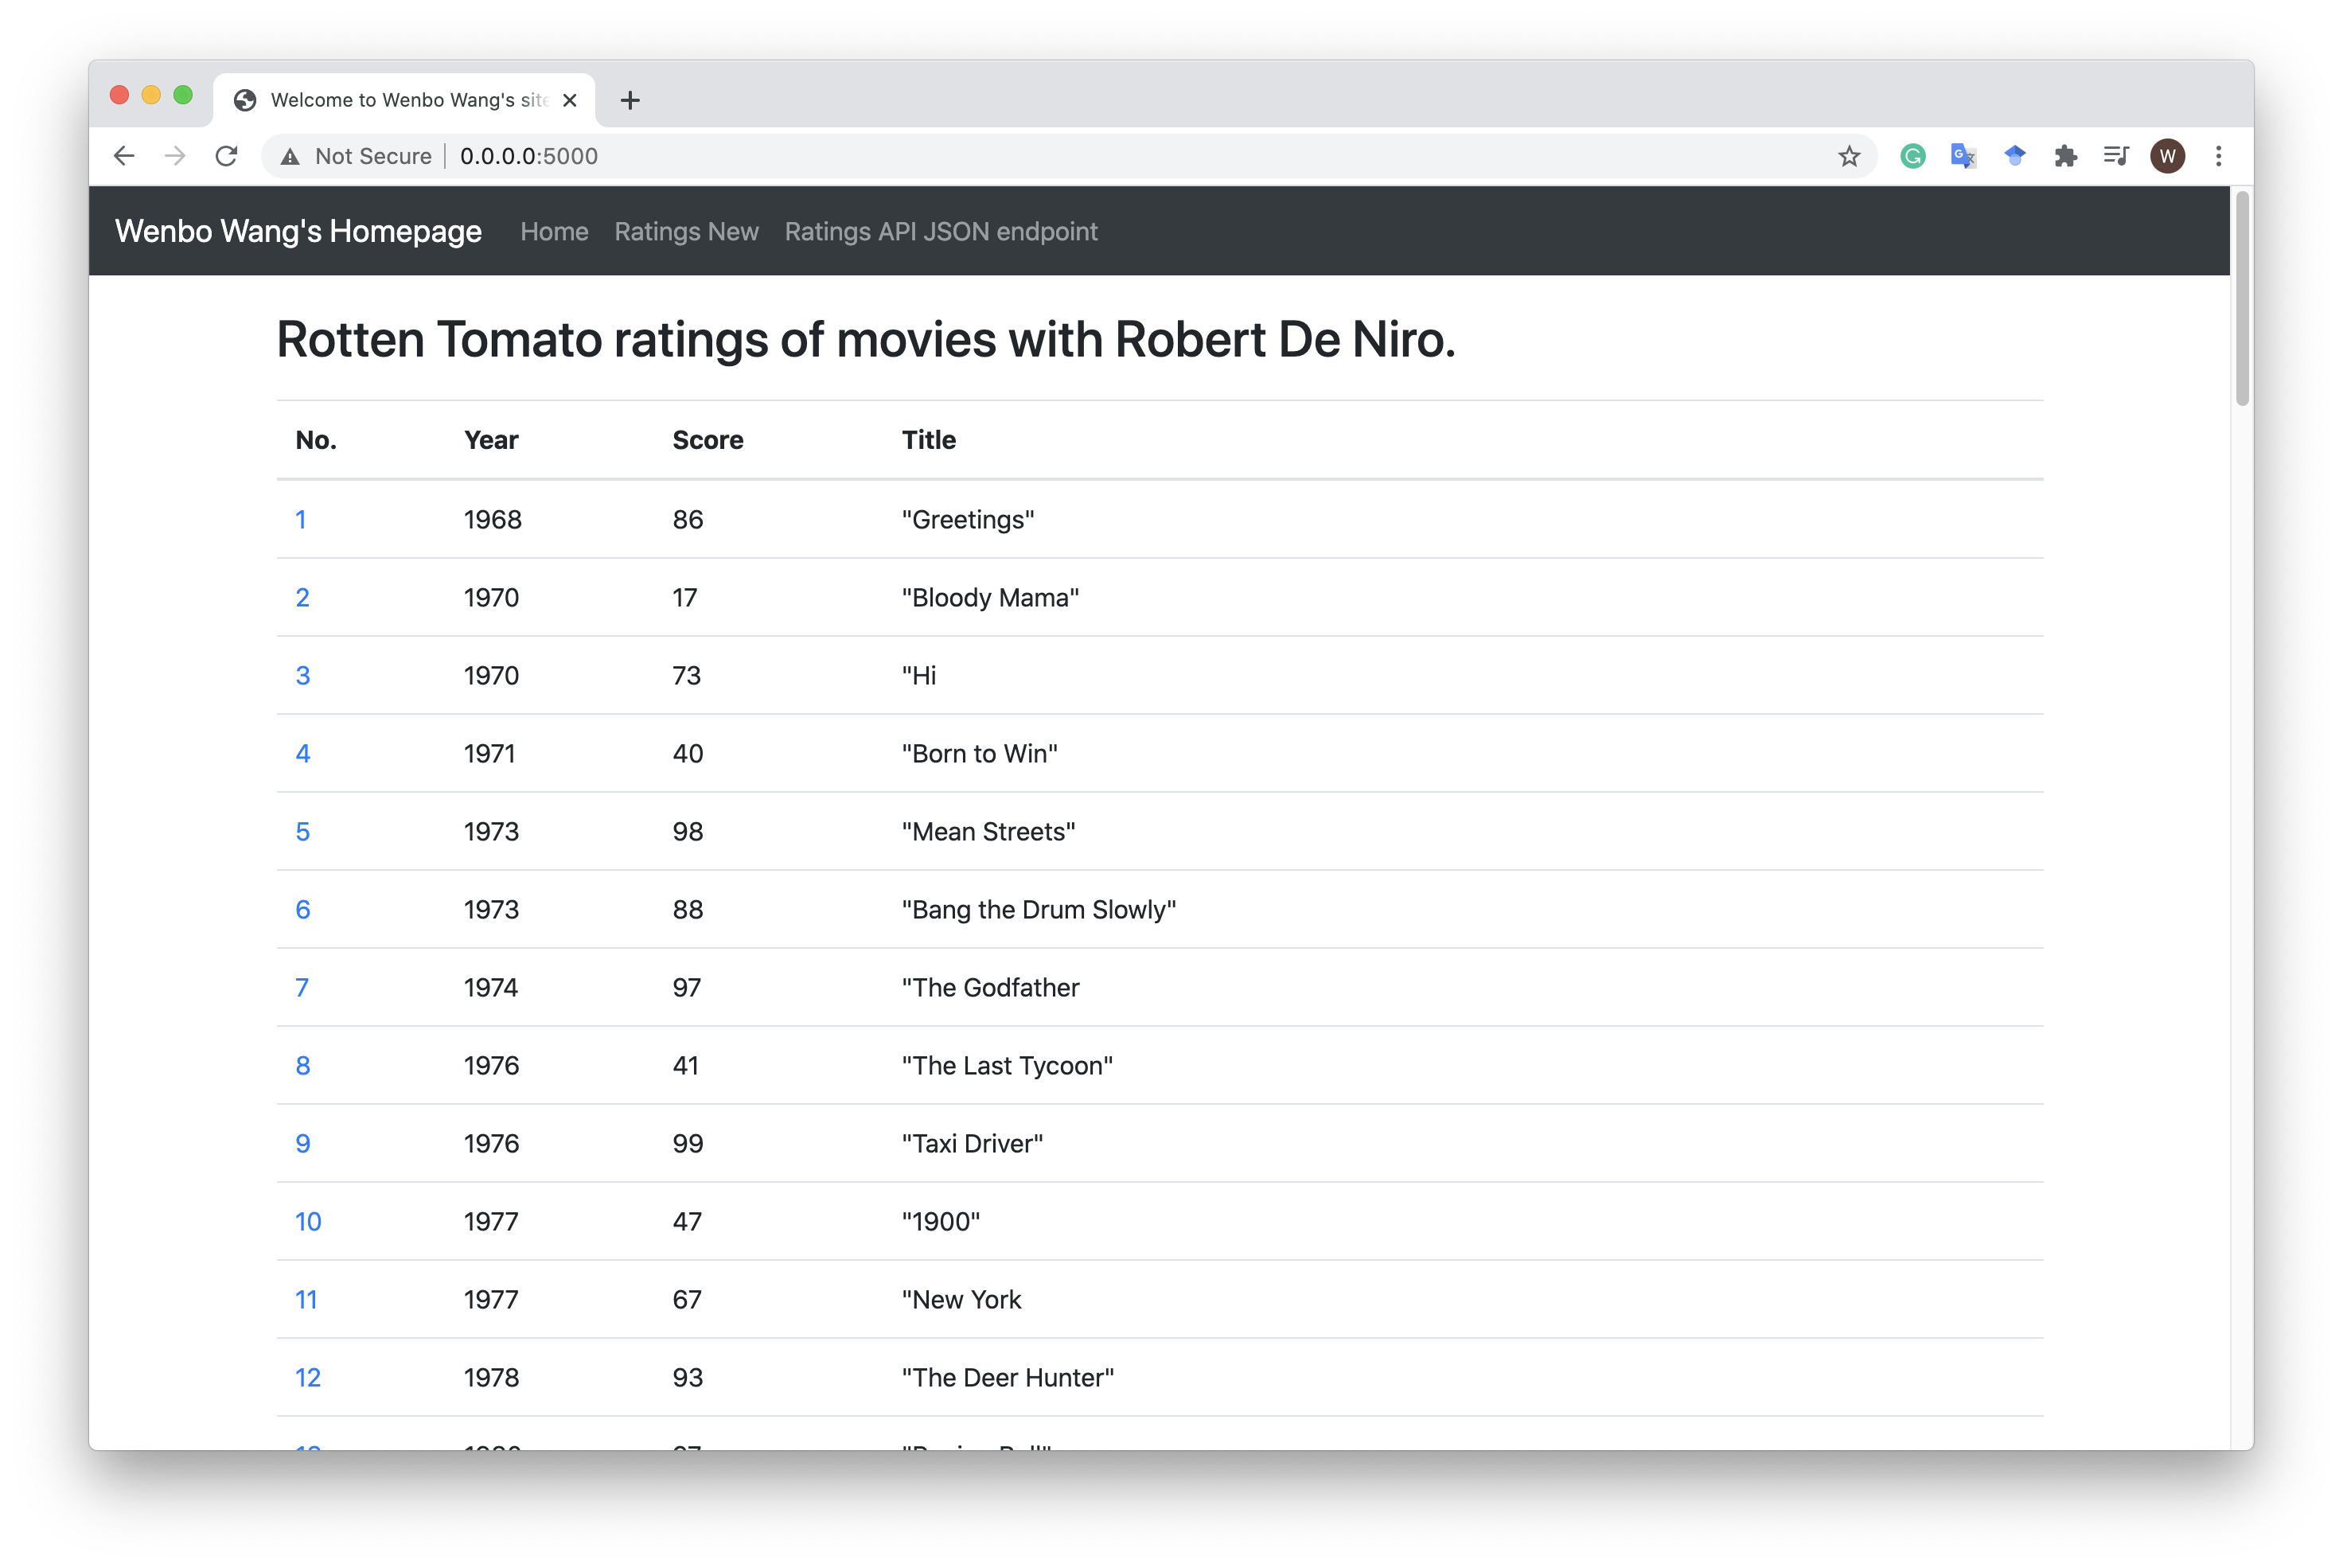 Welcome to Wenbo Wang's site
Not Secure | 0.0.0.0:5000
W
Wenbo Wang's Homepage Home Ratings New Ratings API JSON endpoint
Rotten Tomato ratings of movies with Robert De Niro.
No. Year Score Title
1 1968 86 "Greetings"
2 1970 17 "Bloody Mama"
3 1970 73 "Hi
4 1971 40 "Born to Win"
5 1973 98 "Mean Streets"
6 1973 88 "Bang the Drum Slowly"
7 1974 97 "The Godfather
8 1976 41 "The Last Tycoon"
9 1976 99 "Taxi Driver"
10 1977 47 "1900"
11 1977 67 "New York
12 1978 93 "The Deer Hunter"